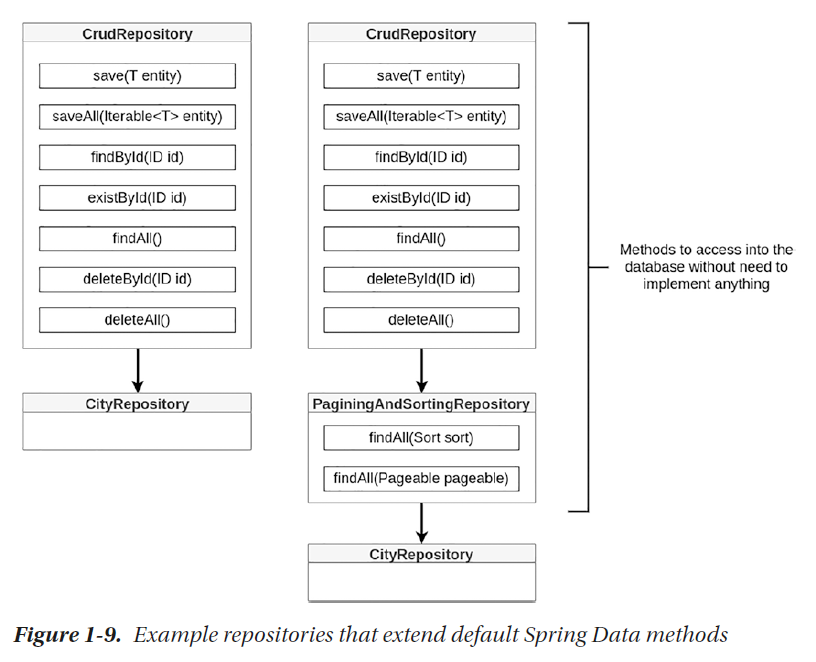 CrudRepository
save(T entity)
saveAll(Iterable<T> entity)
findById(ID id)
existById(ID id)
findAll()
deleteById(ID id)
deleteAll()
CityRepository
CrudRepository
save(T entity)
saveAll(Iterable<T> entity)
findById(ID id)
existById(ID id)
findAll()
deleteById(ID id)
deleteAll()
PaginingAndSortingRepository
findAll(Sort sort)
findAll(Pageable pageable)
CityRepository
Methods to access into the
database without need to
implement anything
Figure 1-9. Example repositories that extend default Spring Data methods